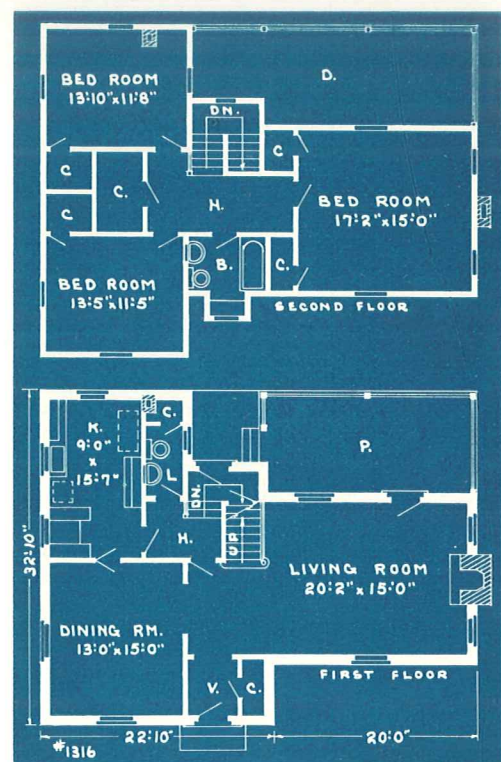 BED ROOM
13'10"x11'8"
D.
DN.
C.
C.
C.
C.
H.
BED ROOM
17'2"x15'0"
BED ROOM
13'5"x11'5"
B.
C.
SECOND FLOOR
K.
9'0"
x
15'7"
C.
L
P.
DN.
H.
UP
LIVING ROOM
20'2"x15'0"
32'10"
DINING RM.
13'0"x15'0"
V.
C.
FIRST FLOOR
22'10"
20'0"
#1316